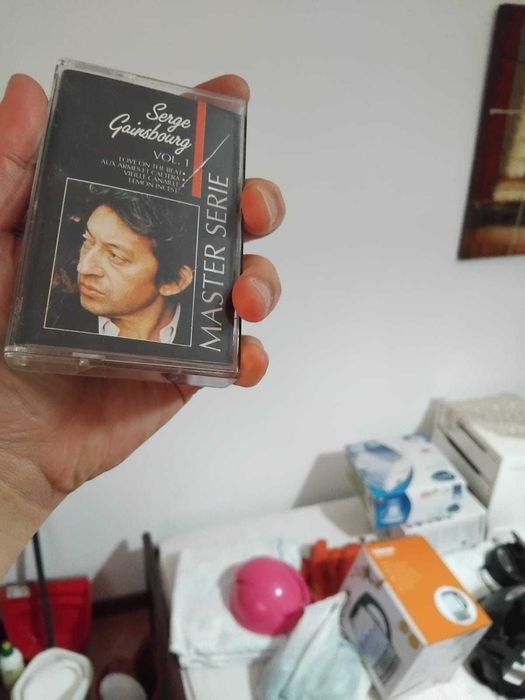 Serge
Gainsbourg
VOL. 1
LOVE ON THE BEAT
AUX ARMES ET CAETERA
VIEILLE CANAILLE
LEMON INCEST
MASTER SERIE